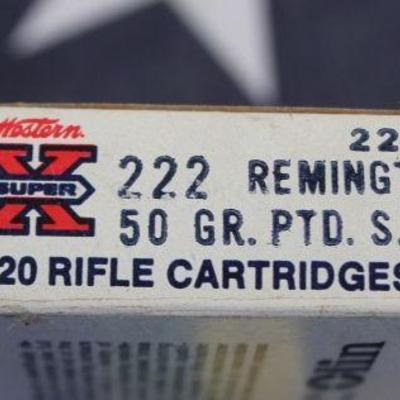 Western
X
SUPER
22
222 REMINGT
50 GR. PTD. S.
20 RIFLE CARTRIDGES